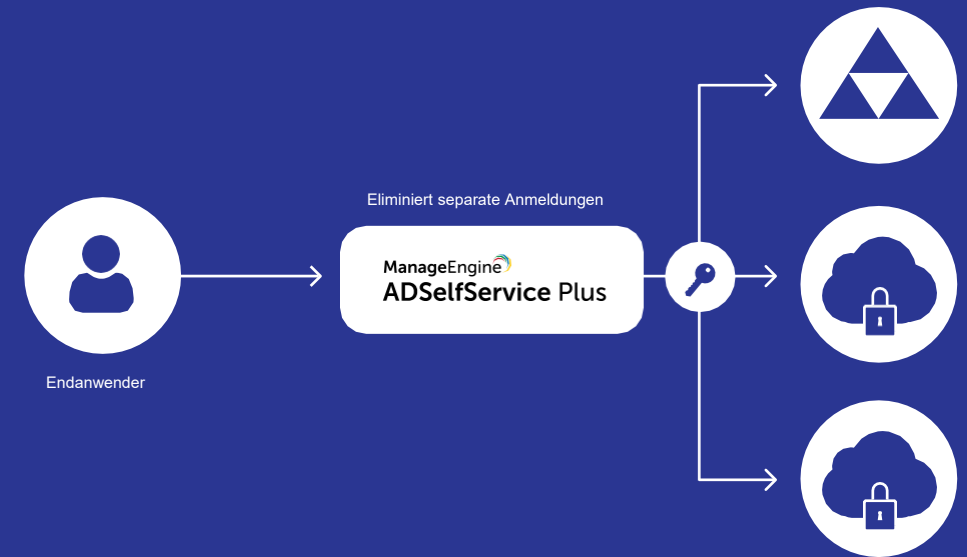 Eliminiert separate Anmeldungen
ManageEngine
ADSelfService Plus
Endanwender